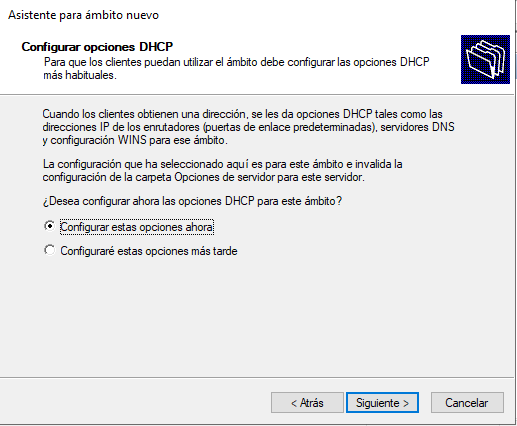 Asistente para ámbito nuevo
Configurar opciones DHCP
Para que los clientes puedan utilizar el ámbito debe configurar las opciones DHCP
más habituales.
Cuando los clientes obtienen una dirección, se les da opciones DHCP tales como las
direcciones IP de los enrutadores (puertas de enlace predeterminadas), servidores DNS
y configuración WINS para ese ámbito.
La configuración que ha seleccionado aquí es para este ámbito e invalida la
configuración de la carpeta Opciones de servidor para este servidor.
¿Desea configurar ahora las opciones DHCP para este ámbito?
Configurar estas opciones ahora
Configuraré estas opciones más tarde
< Atrás
Siguiente >
Cancelar